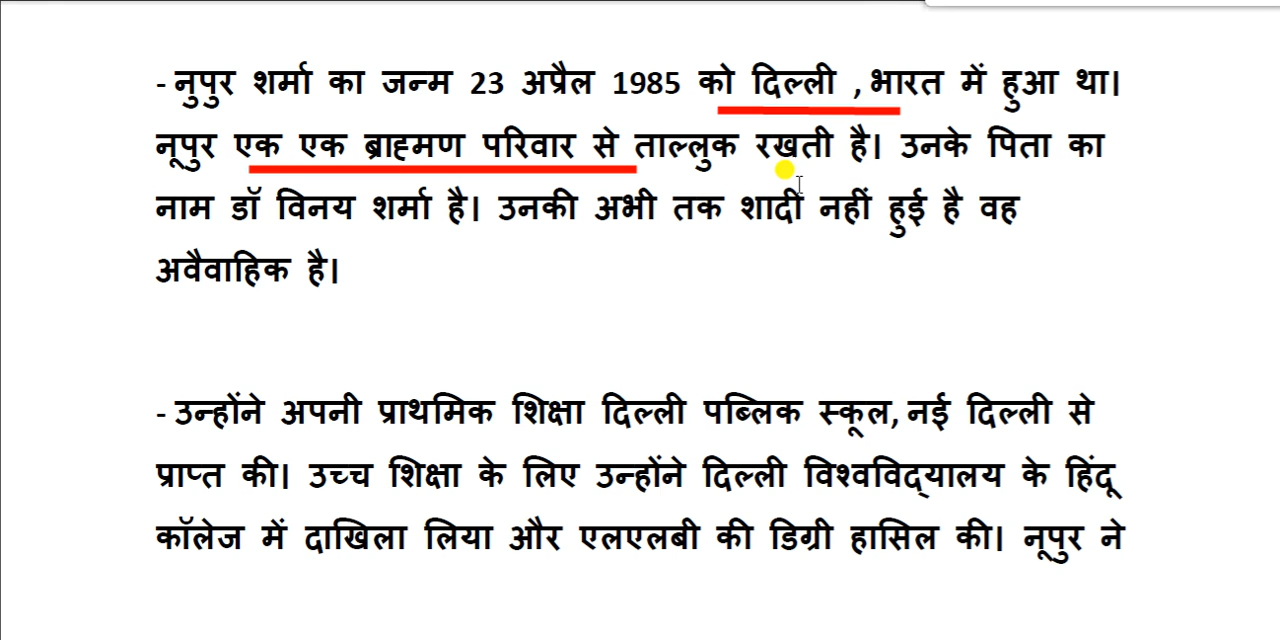 - नुपुर शर्मा का जन्म 23 अप्रैल 1985 को दिल्ली ,भारत में हुआ था।
नूपुर एक एक ब्राह्मण परिवार से ताल्लुक रखती है। उनके पिता का
नाम डॉ विनय शर्मा है। उनकी अभी तक शादी नहीं हुई है वह
अवैवाहिक है।
- उन्होंने अपनी प्राथमिक शिक्षा दिल्ली पब्लिक स्कूल, नई दिल्ली से
प्राप्त की। उच्च शिक्षा के लिए उन्होंने दिल्ली विश्वविद्यालय के हिंदू
कॉलेज में दाखिला लिया और एलएलबी की डिग्री हासिल की। नूपुर ने